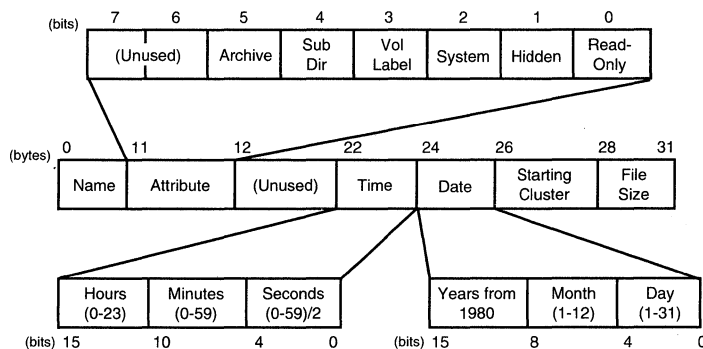 (bits) 7 6 5 4 3 2 1 0
(Unused) Archive Sub Dir Vol Label System Hidden Read-Only
(bytes) 0 11 12 22 24 26 28 31
Name Attribute (Unused) Time Date Starting Cluster File Size
Hours (0-23) Minutes (0-59) Seconds (0-59)/2 Years from 1980 Month (1-12) Day (1-31)
(bits) 15 10 4 0 (bits) 15 8 4 0